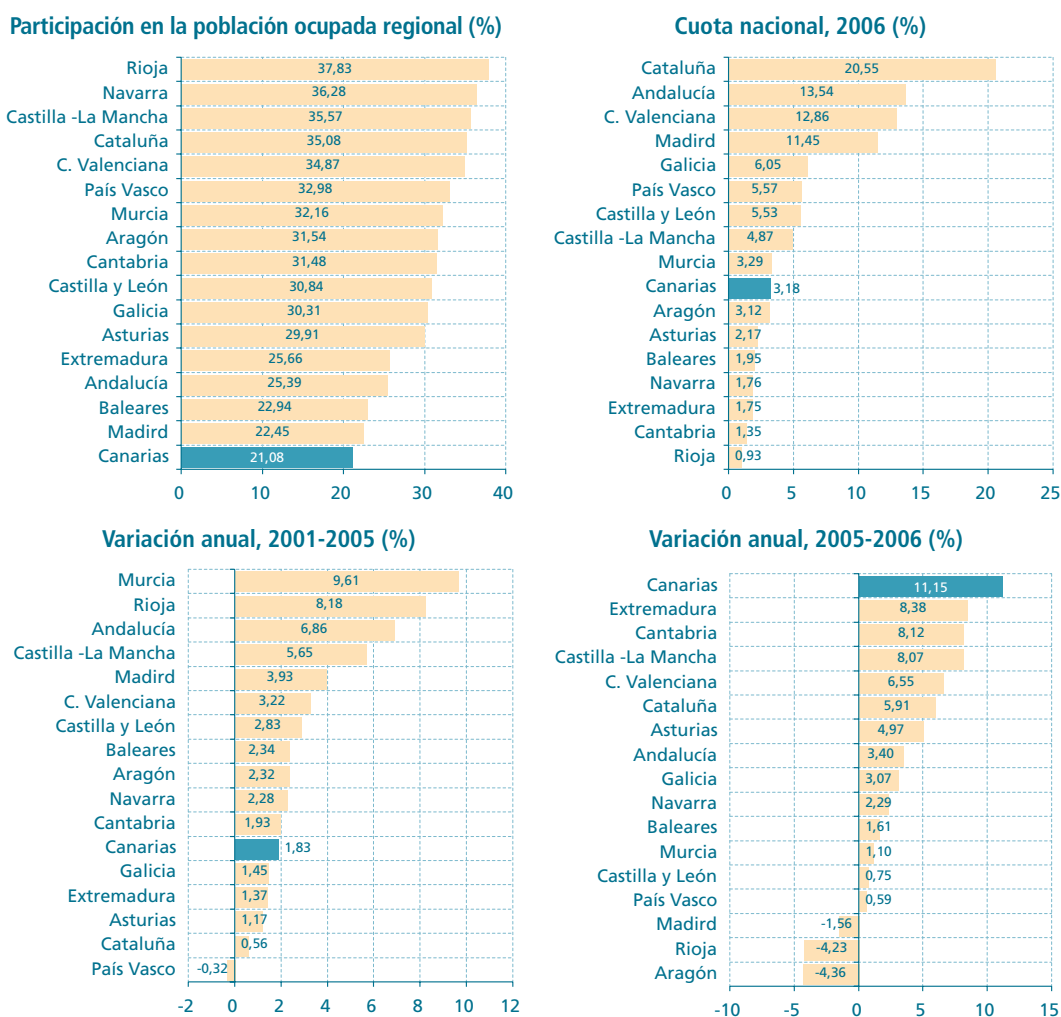 Participación en la población ocupada regional (%)
Rioja 37,83
Navarra 36,28
Castilla -La Mancha 35,57
Cataluña 35,08
C. Valenciana 34,87
País Vasco 32,98
Murcia 32,16
Aragón 31,54
Cantabria 31,48
Castilla y León 30,84
Galicia 30,31
Asturias 29,91
Extremadura 25,66
Andalucía 25,39
Baleares 22,94
Madird 22,45
Canarias 21,08
0 10 20 30 40
Cuota nacional, 2006 (%)
Cataluña 20,55
Andalucía 13,54
C. Valenciana 12,86
Madird 11,45
Galicia 6,05
País Vasco 5,57
Castilla y León 5,53
Castilla -La Mancha 4,87
Murcia 3,29
Canarias 3,18
Aragón 3,12
Asturias 2,17
Baleares 1,95
Navarra 1,76
Extremadura 1,75
Cantabria 1,35
Rioja 0,93
0 5 10 15 20 25
Variación anual, 2001-2005 (%)
Murcia 9,61
Rioja 8,18
Andalucía 6,86
Castilla -La Mancha 5,65
Madird 3,93
C. Valenciana 3,22
Castilla y León 2,83
Baleares 2,34
Aragón 2,32
Navarra 2,28
Cantabria 1,93
Canarias 1,83
Galicia 1,45
Extremadura 1,37
Asturias 1,17
Cataluña 0,56
País Vasco -0,32
-2 0 2 4 6 8 10 12
Variación anual, 2005-2006 (%)
Canarias 11,15
Extremadura 8,38
Cantabria 8,12
Castilla -La Mancha 8,07
C. Valenciana 6,55
Cataluña 5,91
Asturias 4,97
Andalucía 3,40
Galicia 3,07
Navarra 2,29
Baleares 1,61
Murcia 1,10
Castilla y León 0,75
País Vasco 0,59
Madird -1,56
Rioja -4,23
Aragón -4,36
-10 -5 0 5 10 15